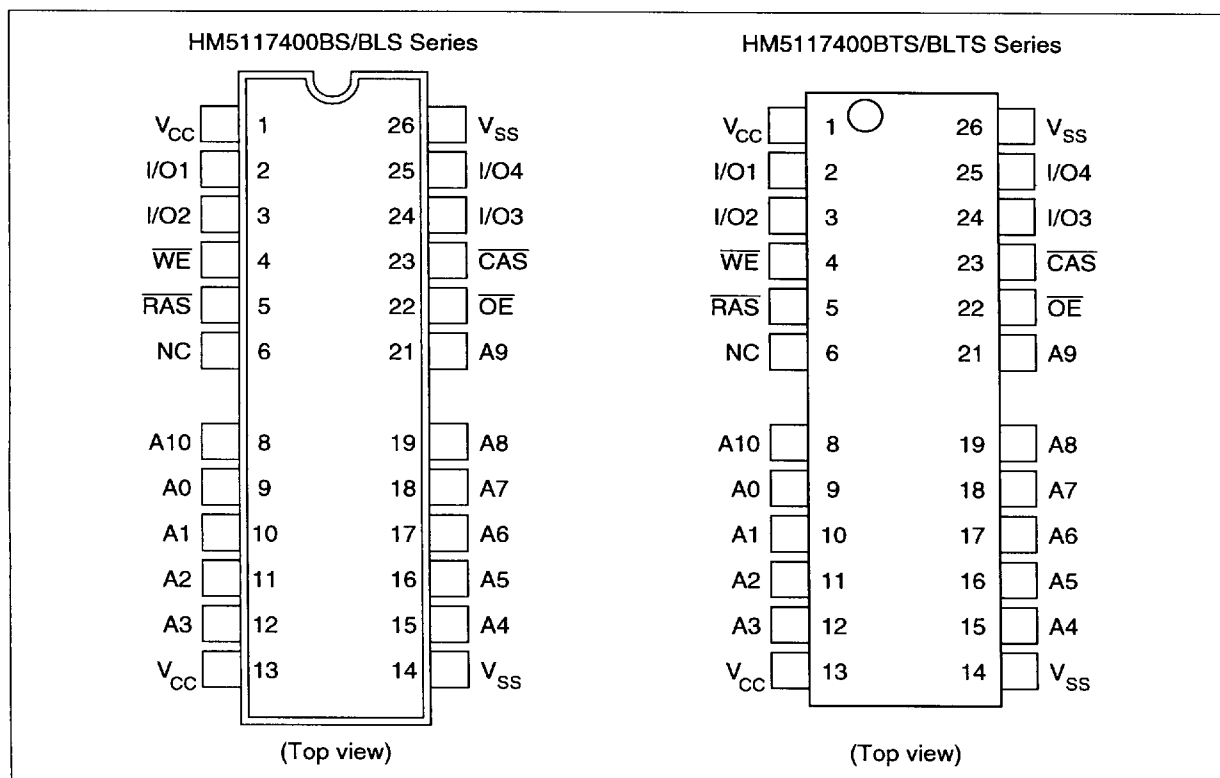 HM5117400BS/BLS Series
VCC 1 26 VSS
I/O1 2 25 I/O4
I/O2 3 24 I/O3
WE 4 23 CAS
RAS 5 22 OE
NC 6 21 A9
A10 8 19 A8
A0 9 18 A7
A1 10 17 A6
A2 11 16 A5
A3 12 15 A4
VCC 13 14 VSS
(Top view)
HM5117400BTS/BLTS Series
VCC 1 26 VSS
I/O1 2 25 I/O4
I/O2 3 24 I/O3
WE 4 23 CAS
RAS 5 22 OE
NC 6 21 A9
A10 8 19 A8
A0 9 18 A7
A1 10 17 A6
A2 11 16 A5
A3 12 15 A4
VCC 13 14 VSS
(Top view)